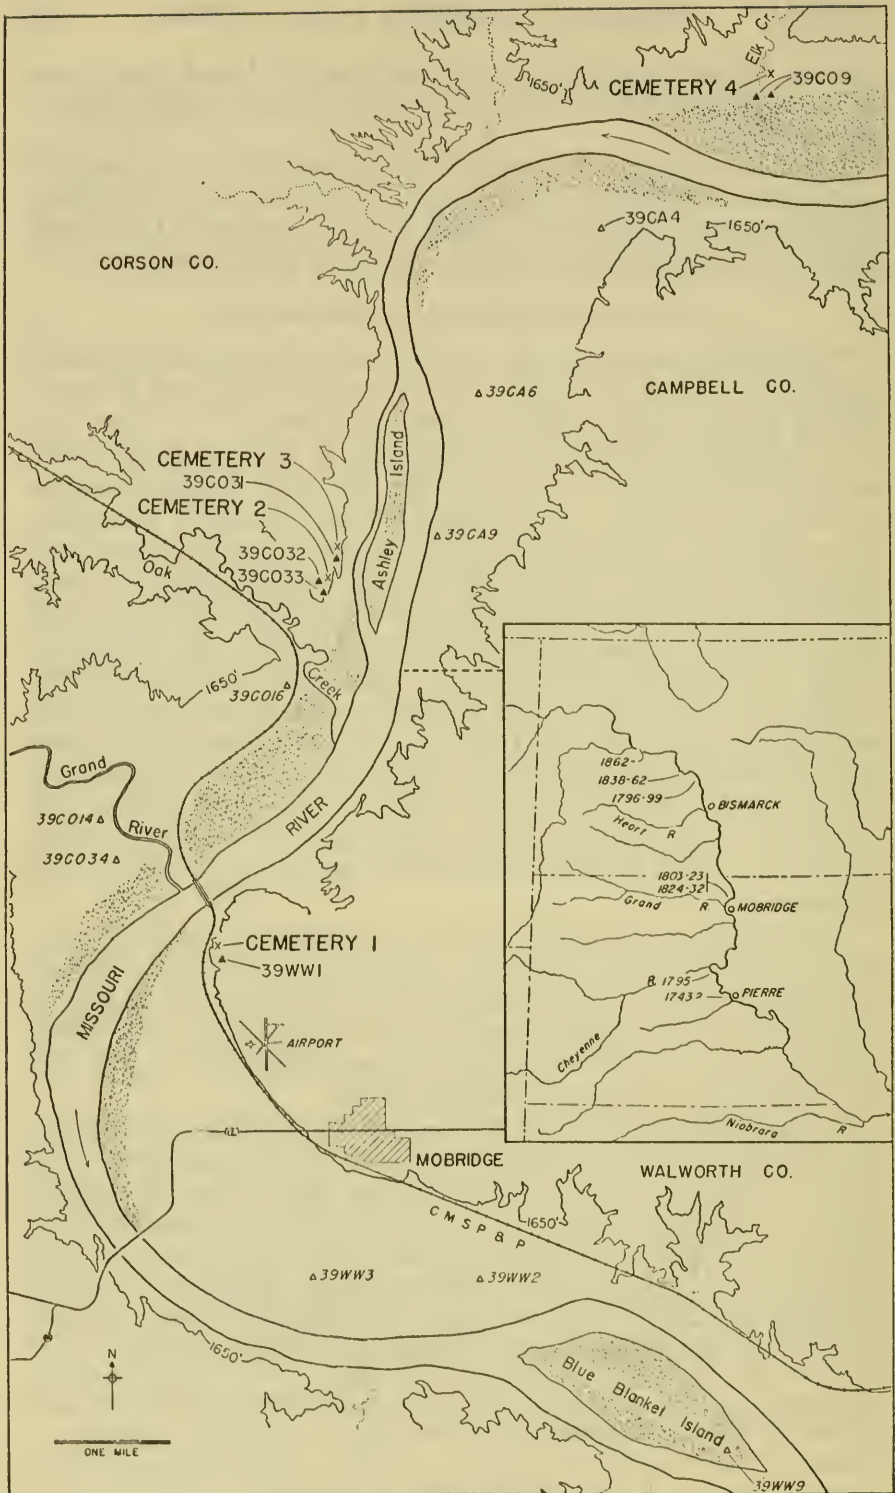 Elk Cr.
1650'
CEMETERY 4
39CO9
39CA4
1650'
CORSON CO.
39CA6
CAMPBELL CO.
Ashley Island
CEMETERY 3
39CO31
CEMETERY 2
39CO32
39CO33
39CA9
Oak
Creek
1650'
39CO16
Grand
River
39CO14
39CO34
RIVER
MISSOURI
CEMETERY 1
39WW1
AIRPORT
12
MOBRIDGE
WALWORTH CO.
C M S P & P
1650'
39WW3
39WW2
1650'
Blue Blanket Island
39WW9
N
ONE MILE
1862
1838-62
1796-99
BISMARCK
Heart R
1803-23
1824-32
Grand R
MOBRIDGE
R 1795
1743?
PIERRE
Cheyenne
Niobrara R